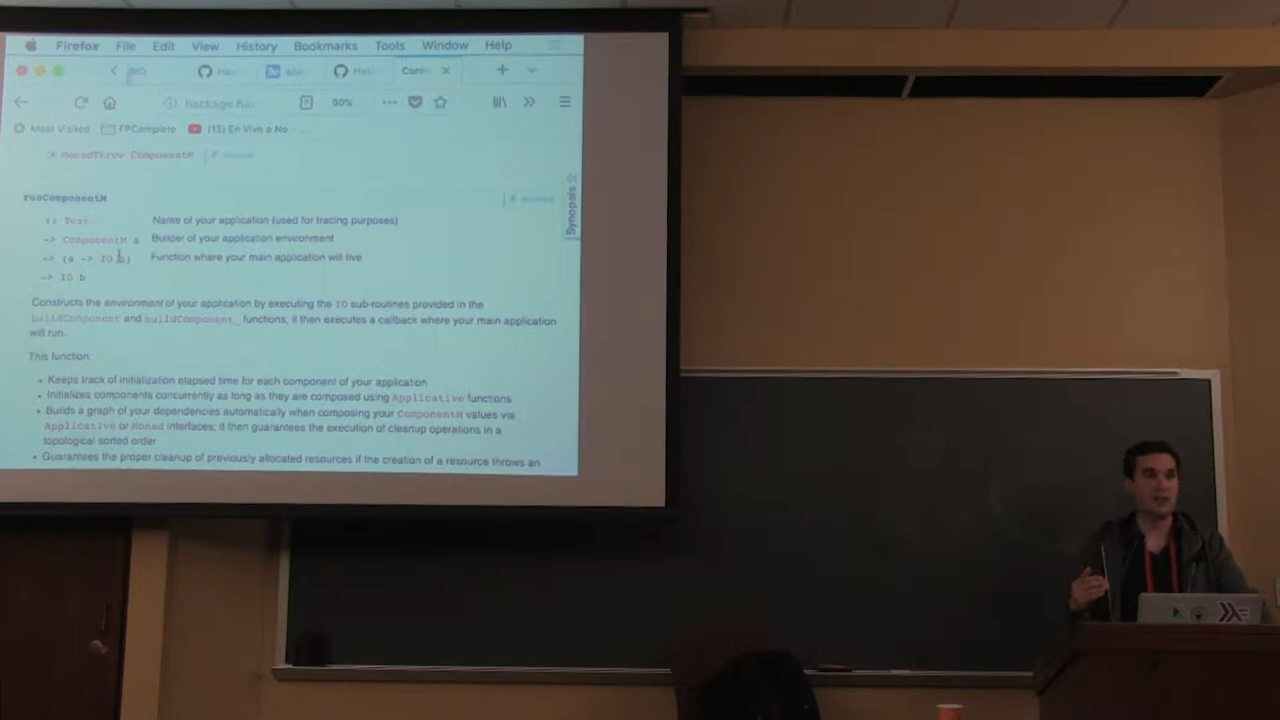 Firefox File Edit View History Bookmarks Tools Window Help
hackage.ha... 90%
Most Visited FPComplete (15) En Vivo o No - ...
MonadThrow ComponentM
Synopsis
runComponentM
:: Text Name of your application (used for tracing purposes)
-> ComponentM a Builder of your application environment
-> (a -> IO b) Function where your main application will live
-> IO b
Constructs the environment of your application by executing the IO sub-routines provided in the
buildComponent and buildComponent_ functions, it then executes a callback where your main application
will run.
This function:
• Keeps track of initialization elapsed time for each component of your application
• Initializes components concurrently as long as they are composed using Applicative functions
• Builds a graph of your dependencies automatically when composing your ComponentM values via
Applicative or Monad interfaces; it then guarantees the execution of cleanup operations in a
topological sorted order
• Guarantees the proper cleanup of previously allocated resources if the creation of a resource throws an